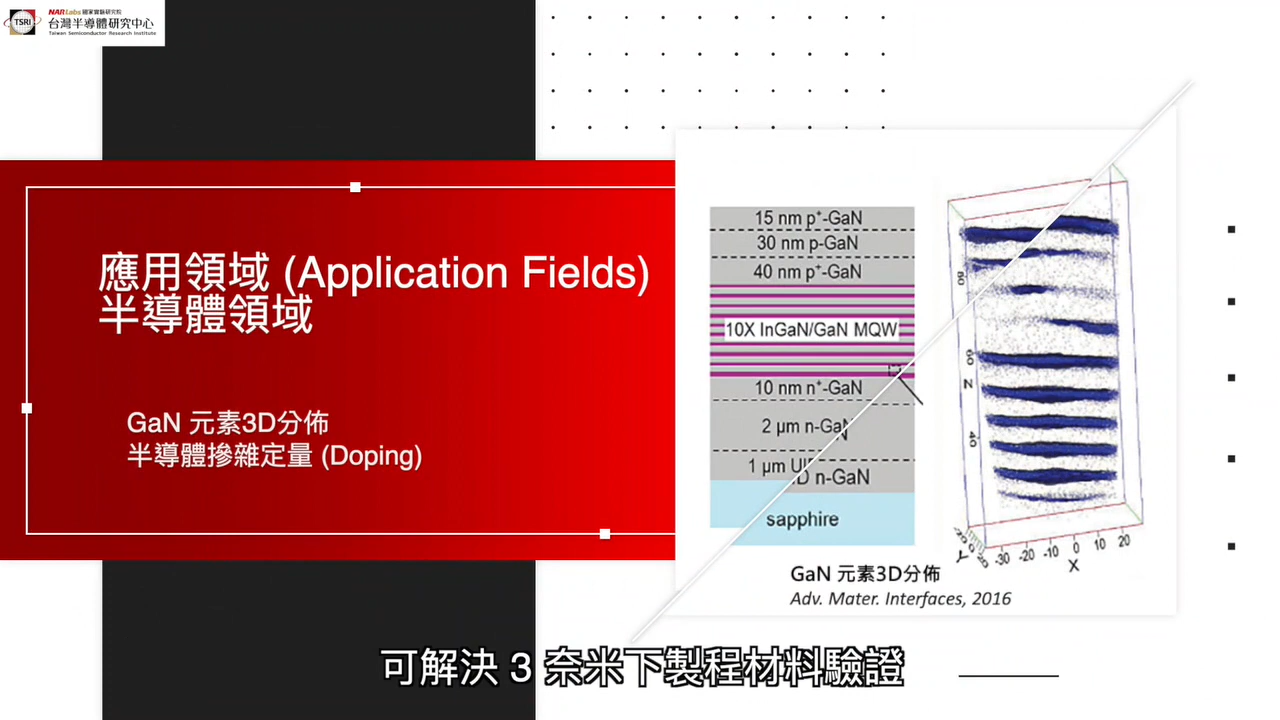 TSRI
NARLabs 國家實驗研究院
台灣半導體研究中心
Taiwan Semiconductor Research Institute
應用領域 (Application Fields)
半導體領域
GaN 元素3D分佈
半導體摻雜定量 (Doping)
15 nm p⁺-GaN
30 nm p-GaN
40 nm p⁺-GaN
10X InGaN/GaN MQW
10 nm n⁺-GaN
2 μm n-GaN
1 μm UID n-GaN
sapphire
80
60
N
40
Y
-30 -20 -10 0 10 20
X
GaN 元素3D分佈
Adv. Mater. Interfaces, 2016
可解決 3 奈米下製程材料驗證